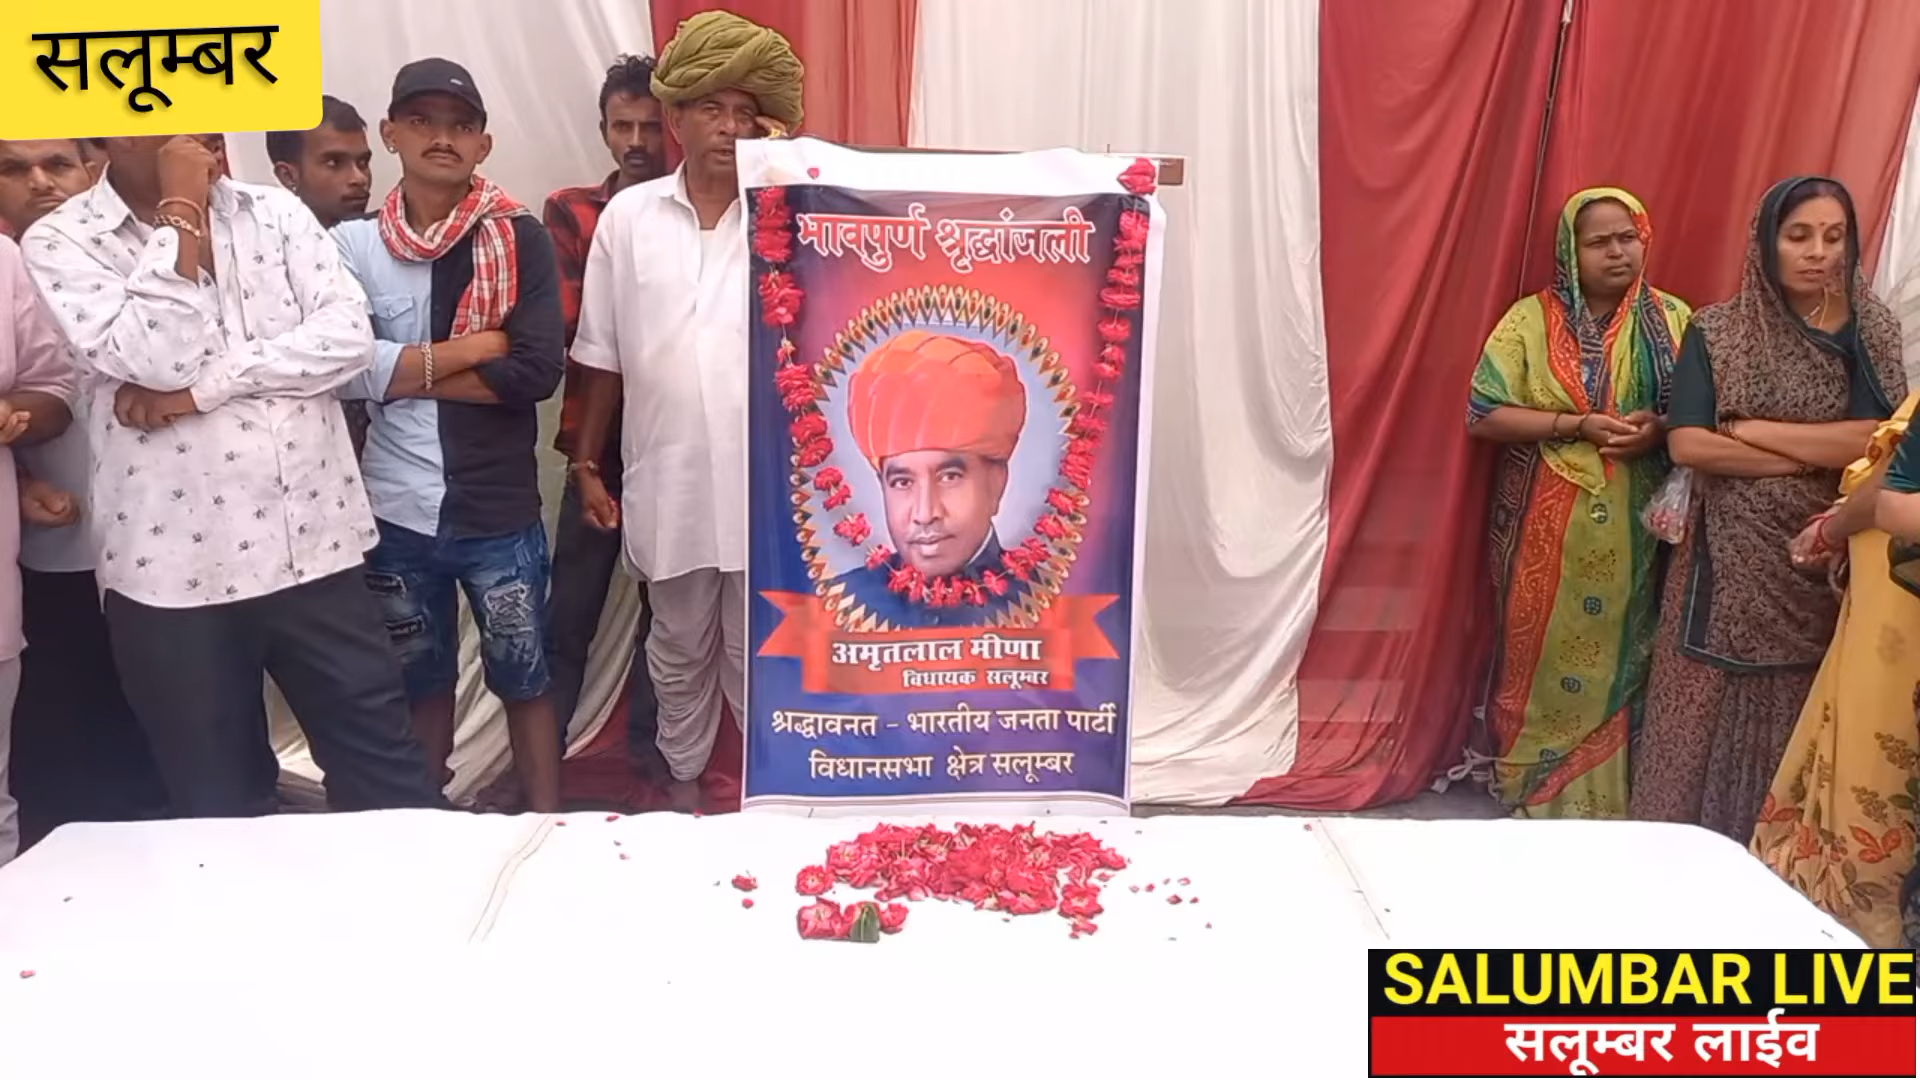 सलूम्बर
भावपुर्ण श्रृद्धांजली
अमृतलाल मीणा
विधायक सलूम्बर
श्रद्धावनत - भारतीय जनता पार्टी
विधानसभा क्षेत्र सलूम्बर
SALUMBAR LIVE
सलूम्बर लाईव